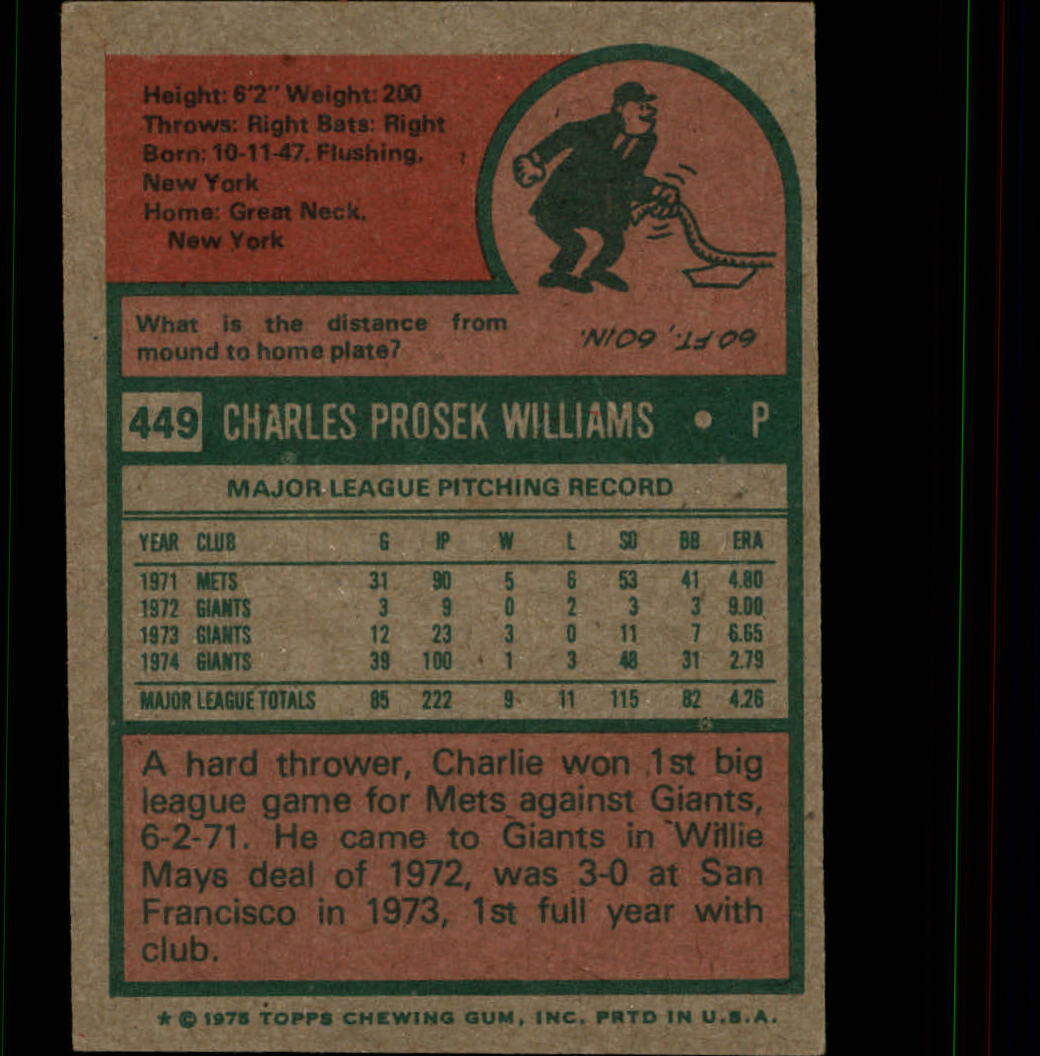 Height: 6'2" Weight: 200
Throws: Right Bats: Right
Born: 10-11-47, Flushing,
New York
Home: Great Neck,
New York
What is the distance from
mound to home plate?
60 FT., 60IN.
449 CHARLES PROSEK WILLIAMS • P
MAJOR LEAGUE PITCHING RECORD
YEAR CLUB G IP W L SO BB ERA
1971 METS 31 90 5 6 53 41 4.80
1972 GIANTS 3 9 0 2 3 3 9.00
1973 GIANTS 12 23 3 0 11 7 6.65
1974 GIANTS 39 100 1 3 48 31 2.79
MAJOR LEAGUE TOTALS 85 222 9 11 115 82 4.26
A hard thrower, Charlie won 1st big
league game for Mets against Giants,
6-2-71. He came to Giants in Willie
Mays deal of 1972, was 3-0 at San
Francisco in 1973, 1st full year with
club.
* © 1975 TOPPS CHEWING GUM, INC. PRTD IN U.S.A.